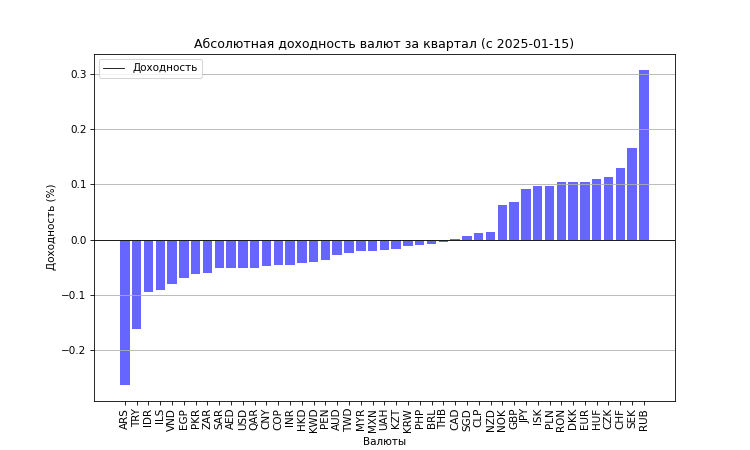 Абсолютная доходность валют за квартал (с 2025-01-15)
Доходность
Доходность (%)
0.3
0.2
0.1
0.0
−0.1
−0.2
ARS TRY IDR ILS VND EGP PKR ZAR SAR AED USD QAR CNY COP INR HKD KWD PEN AUD TWD MYR MXN UAH KZT KRW PHP BRL THB CAD SGD CLP NZD NOK GBP JPY ISK PLN RON DKK EUR HUF CZK CHF SEK RUB
Валюты